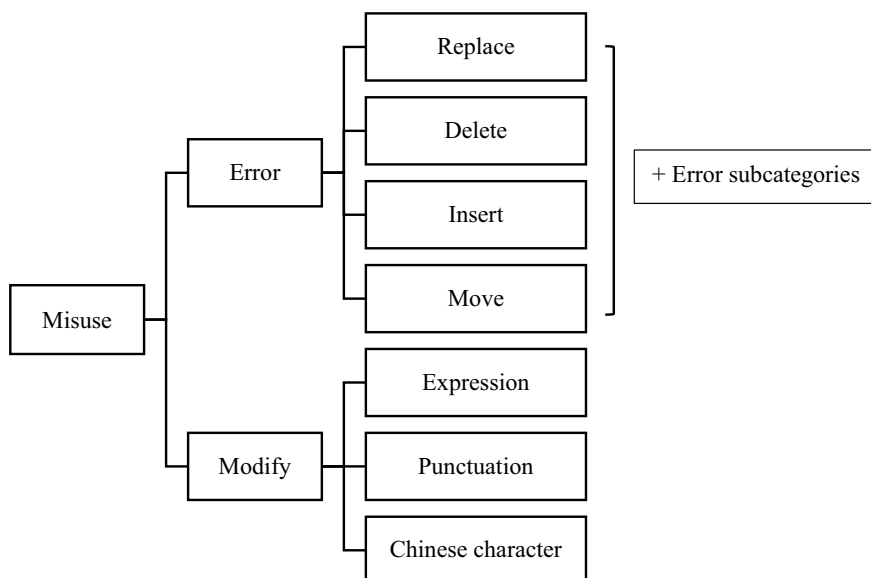 Replace
Delete
Error
+ Error subcategories
Insert
Move
Misuse
Expression
Modify
Punctuation
Chinese character